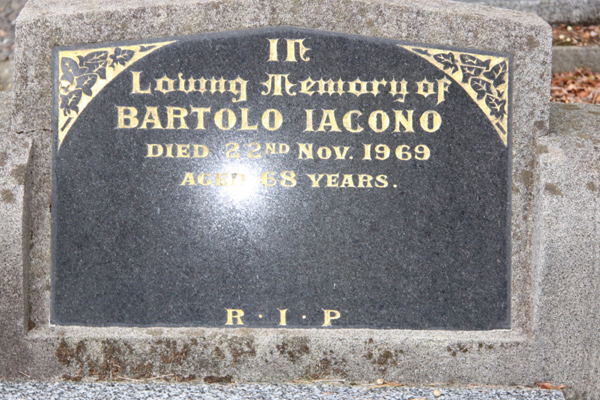 In
Loving Memory of
BARTOLO IACONO
DIED 22ND NOV. 1969
AGED 68 YEARS.
R · I · P